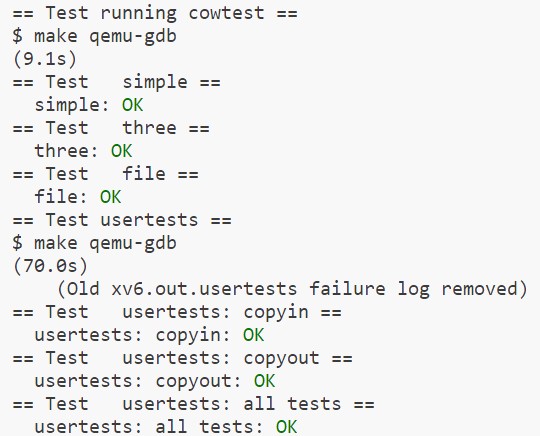 == Test running cowtest ==
$ make qemu-gdb
(9.1s)
== Test   simple ==
  simple: OK
== Test   three ==
  three: OK
== Test   file ==
  file: OK
== Test usertests ==
$ make qemu-gdb
(70.0s)
    (Old xv6.out.usertests failure log removed)
== Test   usertests: copyin ==
  usertests: copyin: OK
== Test   usertests: copyout ==
  usertests: copyout: OK
== Test   usertests: all tests ==
  usertests: all tests: OK